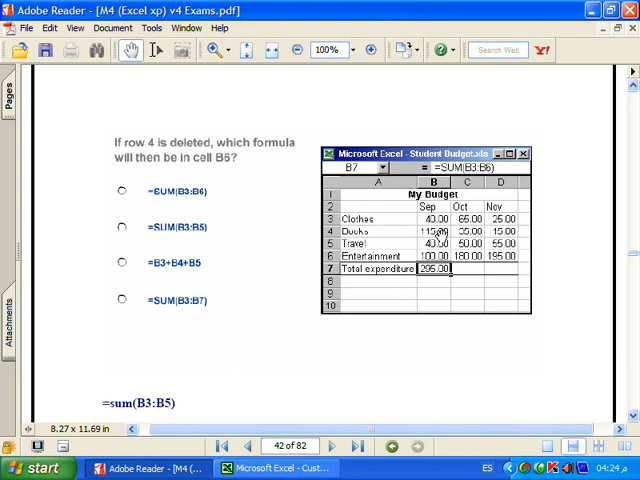 Adobe Reader - [M4 (Excel xp) v4 Exams.pdf]
File Edit View Document Tools Window Help
100% Search Web Y!
Pages
Attachments
If row 4 is deleted, which formula
will then be in cell B6?
=SUM(B3:B6)
=SUM(B3:B5)
=B3+B4+B5
=SUM(B3:B7)
Microsoft Excel - Student Budget.xls
B7 = =SUM(B3:B6)
A B C D
1 My Budget
2 Sep Oct Nov
3 Clothes 40.00 65.00 25.00
4 Books 115.00 35.00 15.00
5 Travel 40.00 50.00 55.00
6 Entertainment 100.00 180.00 195.00
7 Total expenditure 295.00
8
9
10
=sum(B3:B5)
8.27 x 11.69 in
42 of 82
start Adobe Reader - [M4 (... Microsoft Excel - Cust... ES 04:24 م